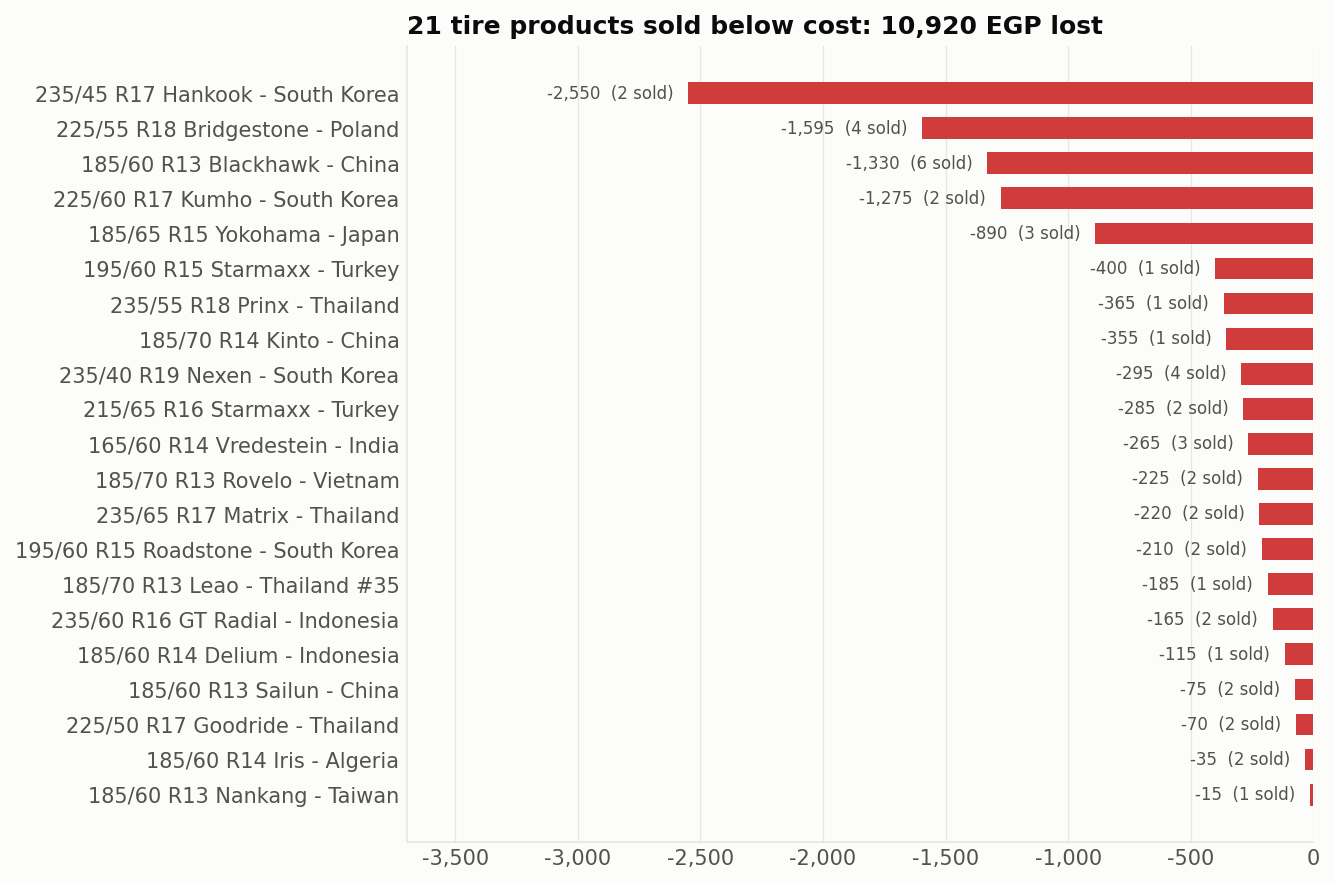 21 tire products sold below cost: 10,920 EGP lost
235/45 R17 Hankook - South Korea -2,550 (2 sold)
225/55 R18 Bridgestone - Poland -1,595 (4 sold)
185/60 R13 Blackhawk - China -1,330 (6 sold)
225/60 R17 Kumho - South Korea -1,275 (2 sold)
185/65 R15 Yokohama - Japan -890 (3 sold)
195/60 R15 Starmaxx - Turkey -400 (1 sold)
235/55 R18 Prinx - Thailand -365 (1 sold)
185/70 R14 Kinto - China -355 (1 sold)
235/40 R19 Nexen - South Korea -295 (4 sold)
215/65 R16 Starmaxx - Turkey -285 (2 sold)
165/60 R14 Vredestein - India -265 (3 sold)
185/70 R13 Rovelo - Vietnam -225 (2 sold)
235/65 R17 Matrix - Thailand -220 (2 sold)
195/60 R15 Roadstone - South Korea -210 (2 sold)
185/70 R13 Leao - Thailand #35 -185 (1 sold)
235/60 R16 GT Radial - Indonesia -165 (2 sold)
185/60 R14 Delium - Indonesia -115 (1 sold)
185/60 R13 Sailun - China -75 (2 sold)
225/50 R17 Goodride - Thailand -70 (2 sold)
185/60 R14 Iris - Algeria -35 (2 sold)
185/60 R13 Nankang - Taiwan -15 (1 sold)
-3,500 -3,000 -2,500 -2,000 -1,500 -1,000 -500 0